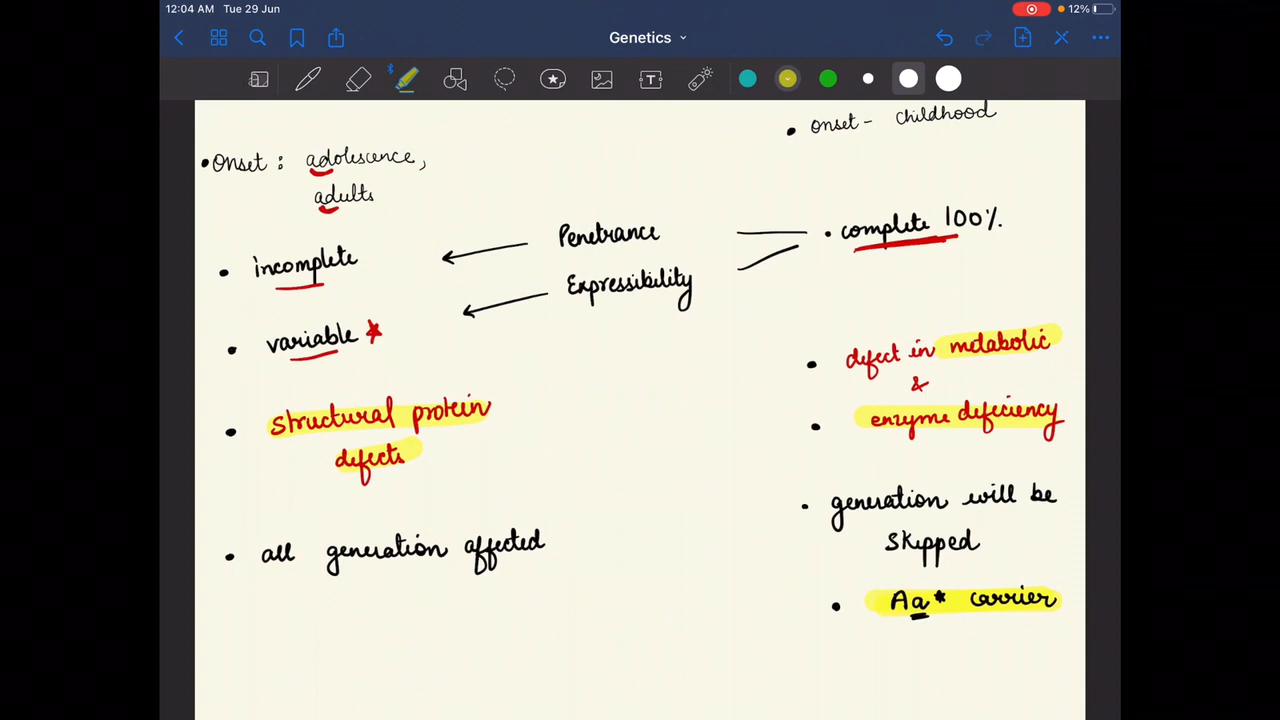 12:04 AM Tue 29 Jun
12%
Genetics
• onset - childhood
• Onset : adolescence,
adults
Penetrance
• complete 100%
• incomplete
Expressibility
• variable *
• defect in metabolic
&
• enzyme defeciency
• structural protein
defects
• generation will be
skipped
• all generation affected
• Aa* carrier